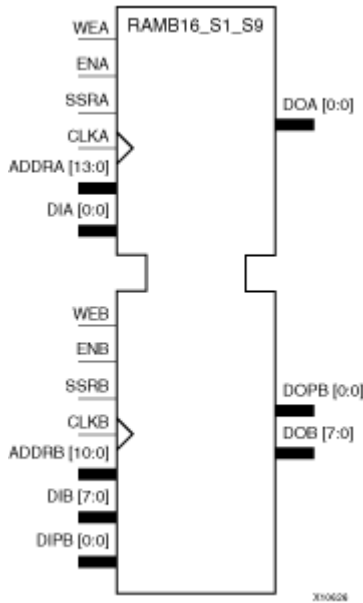 RAMB16_S1_S9
WEA
ENA
SSRA
CLKA
ADDRA [13:0]
DIA [0:0]
DOA [0:0]
WEB
ENB
SSRB
CLKB
ADDRB [10:0]
DIB [7:0]
DIPB [0:0]
DOPB [0:0]
DOB [7:0]
X10626